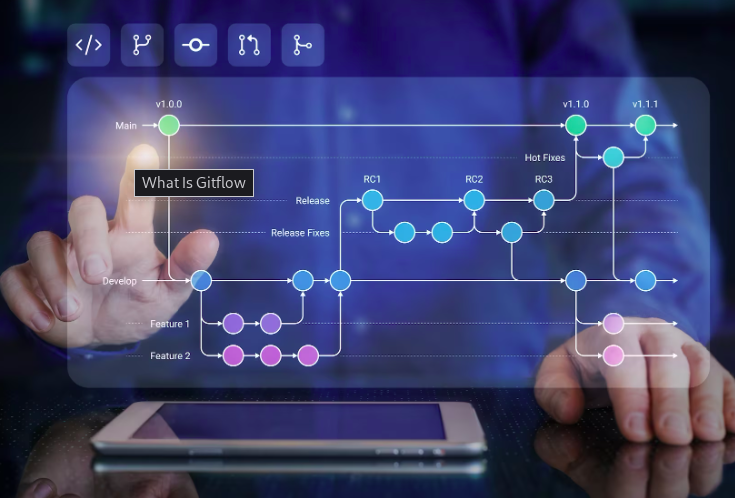 </>
v1.0.0
v1.1.0
v1.1.1
Main
Hot Fixes
What Is Gitflow
RC1
RC2
RC3
Release
Release Fixes
Develop
Feature 1
Feature 2